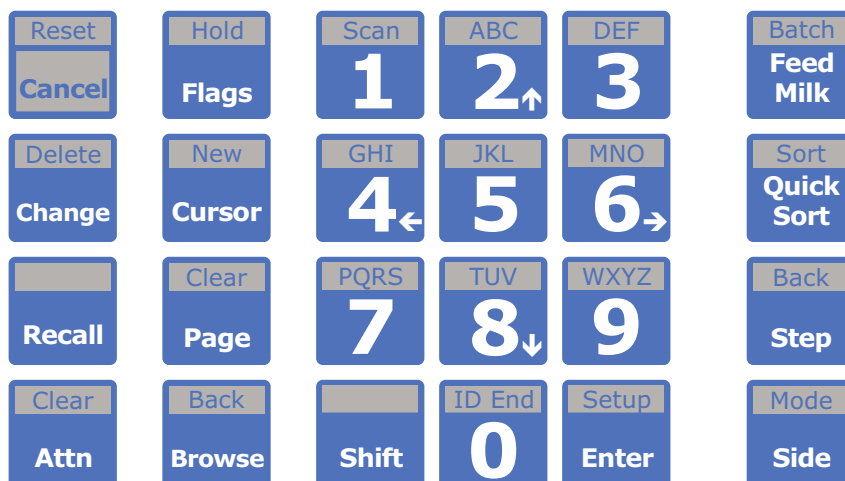 Reset Hold Scan ABC DEF Batch
Cancel Flags 1 2 3 Feed Milk
Delete New GHI JKL MNO Sort
Change Cursor 4 5 6 Quick Sort
Clear PQRS TUV WXYZ Back
Recall Page 7 8 9 Step
Clear Back ID End Setup Mode
Attn Browse Shift 0 Enter Side